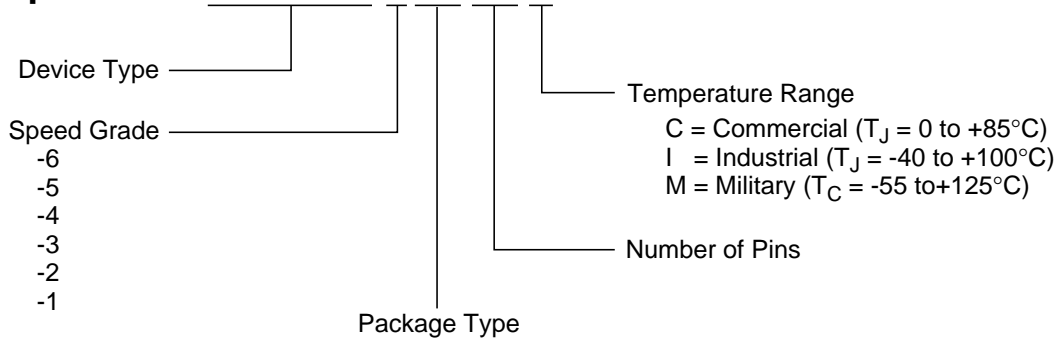 Device Type
Speed Grade
-6
-5
-4
-3
-2
-1
Package Type
Number of Pins
Temperature Range
C = Commercial (TJ = 0 to +85°C)
I = Industrial (TJ = -40 to +100°C)
M = Military (TC = -55 to+125°C)